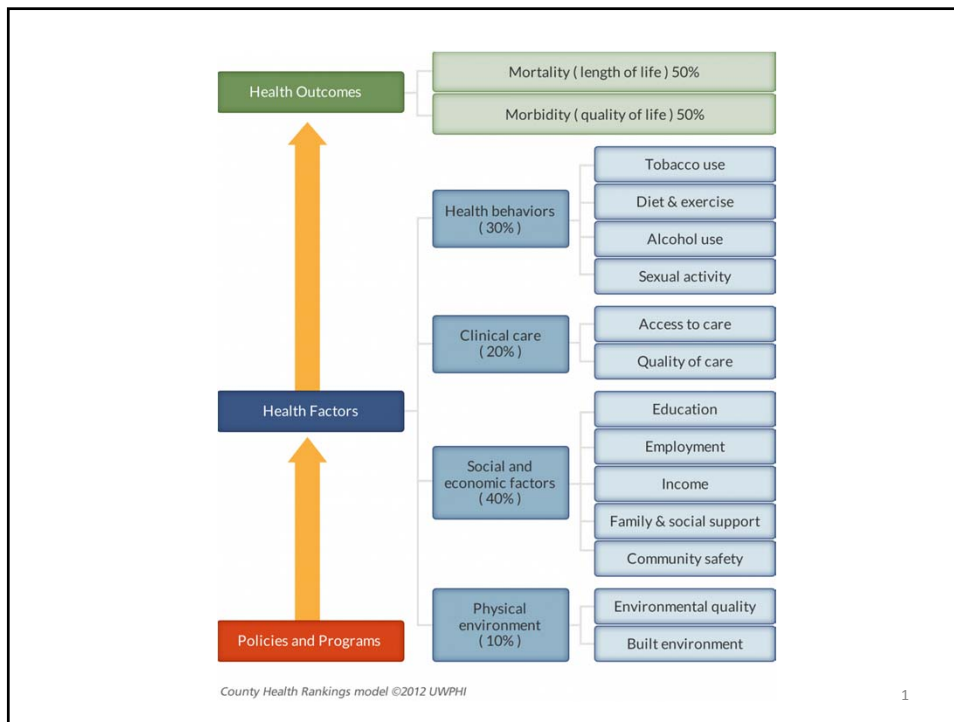 Health Outcomes
Mortality ( length of life ) 50%
Morbidity ( quality of life ) 50%
Health behaviors
( 30% )
Tobacco use
Diet & exercise
Alcohol use
Sexual activity
Clinical care
( 20% )
Access to care
Quality of care
Health Factors
Social and
economic factors
( 40% )
Education
Employment
Income
Family & social support
Community safety
Physical
environment
( 10% )
Environmental quality
Built environment
Policies and Programs
County Health Rankings model ©2012 UWPHI
1